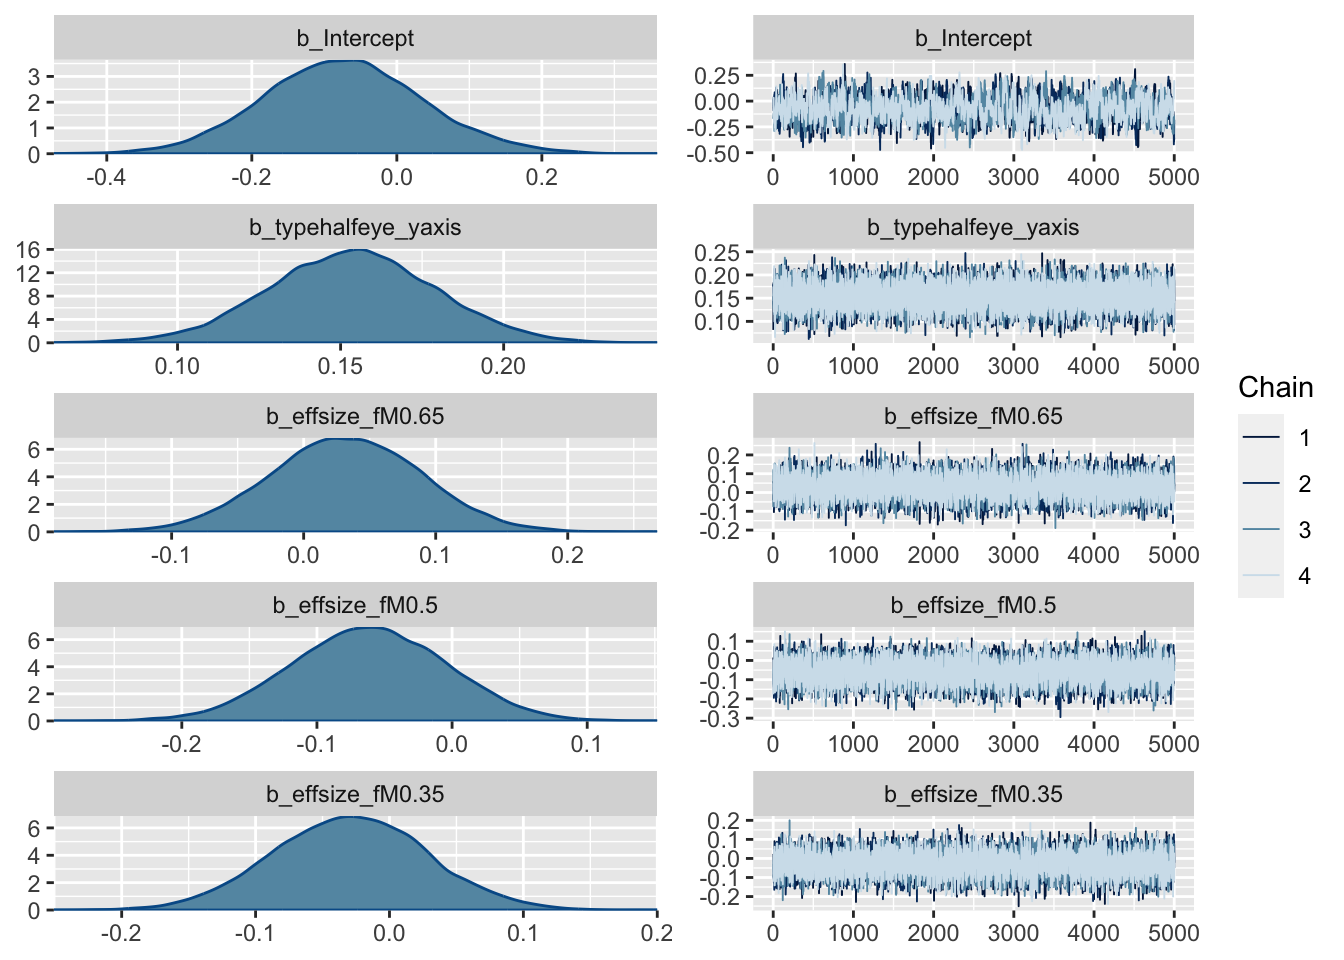 b_Intercept
3
2
1
0
-0.4 -0.2 0.0 0.2
b_Intercept
0.25
0.00
-0.25
-0.50
0 1000 2000 3000 4000 5000
b_typehalfeye_yaxis
16
12
8
4
0
0.10 0.15 0.20
b_typehalfeye_yaxis
0.25
0.20
0.15
0.10
0 1000 2000 3000 4000 5000
b_effsize_fM0.65
6
4
2
0
-0.1 0.0 0.1 0.2
b_effsize_fM0.65
0.2
0.1
0.0
-0.1
-0.2
0 1000 2000 3000 4000 5000
b_effsize_fM0.5
6
4
2
0
-0.2 -0.1 0.0 0.1
b_effsize_fM0.5
0.1
0.0
-0.1
-0.2
-0.3
0 1000 2000 3000 4000 5000
b_effsize_fM0.35
6
4
2
0
-0.2 -0.1 0.0 0.1 0.2
b_effsize_fM0.35
0.2
0.1
0.0
-0.1
-0.2
0 1000 2000 3000 4000 5000
Chain
1
2
3
4